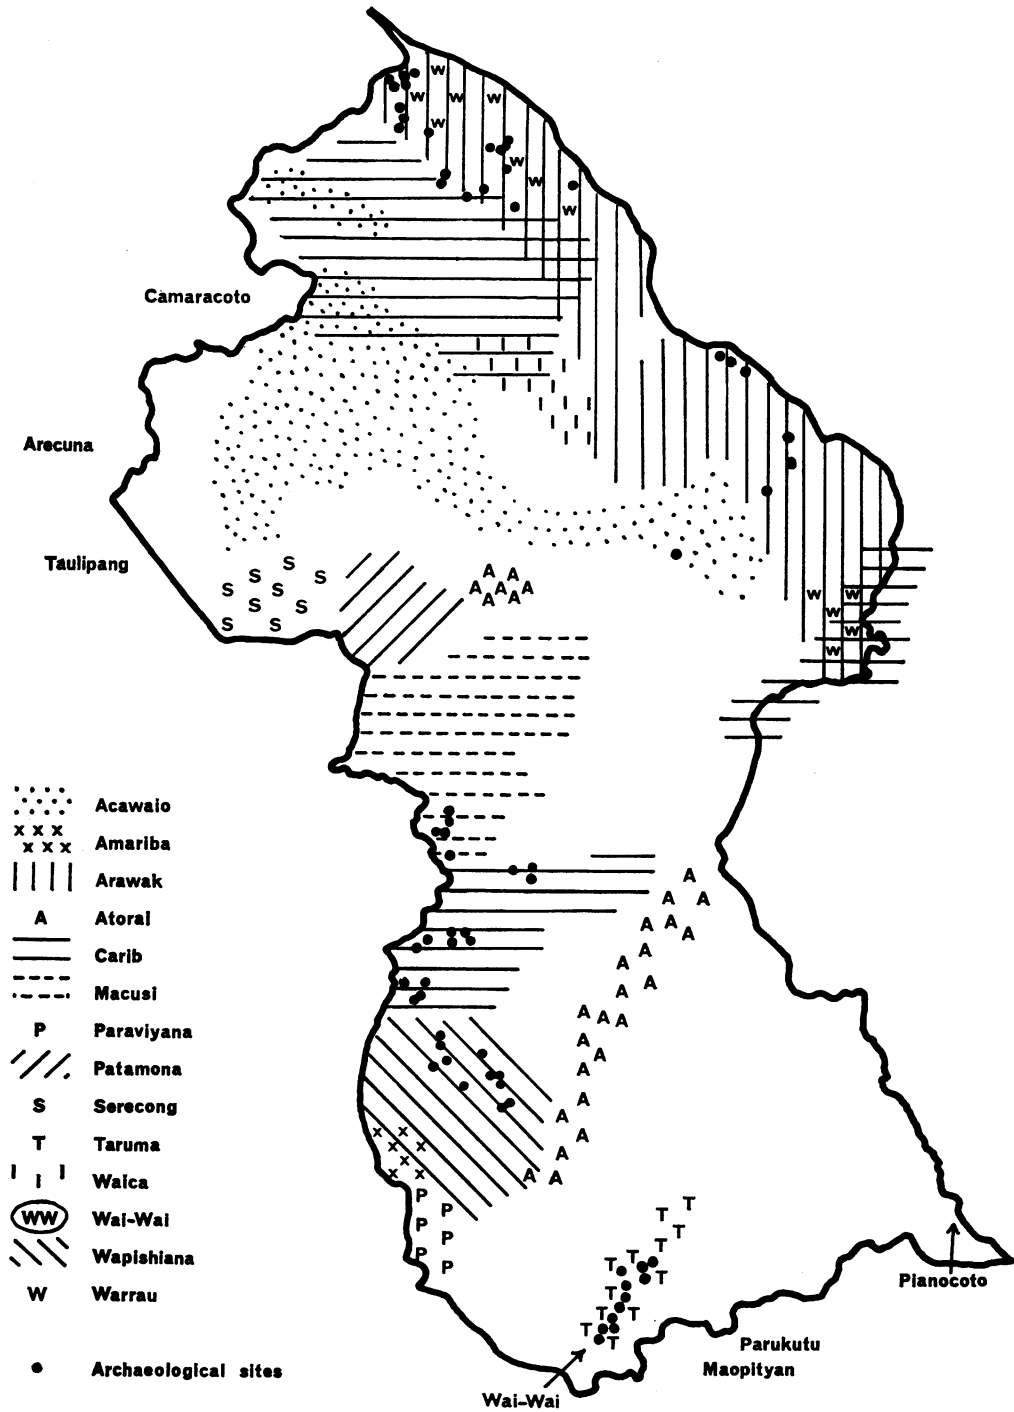 Camaracoto
Arecuna
Taulipang
Acawaio
Amariba
Arawak
A Atorai
Carib
Macusi
P Paraviyana
Patamona
S Serecong
T Taruma
Waica
WW Wai-Wai
Wapishiana
W Warrau
Archaeological sites
Pianocoto
Parukutu
Maopityan
Wai-Wai